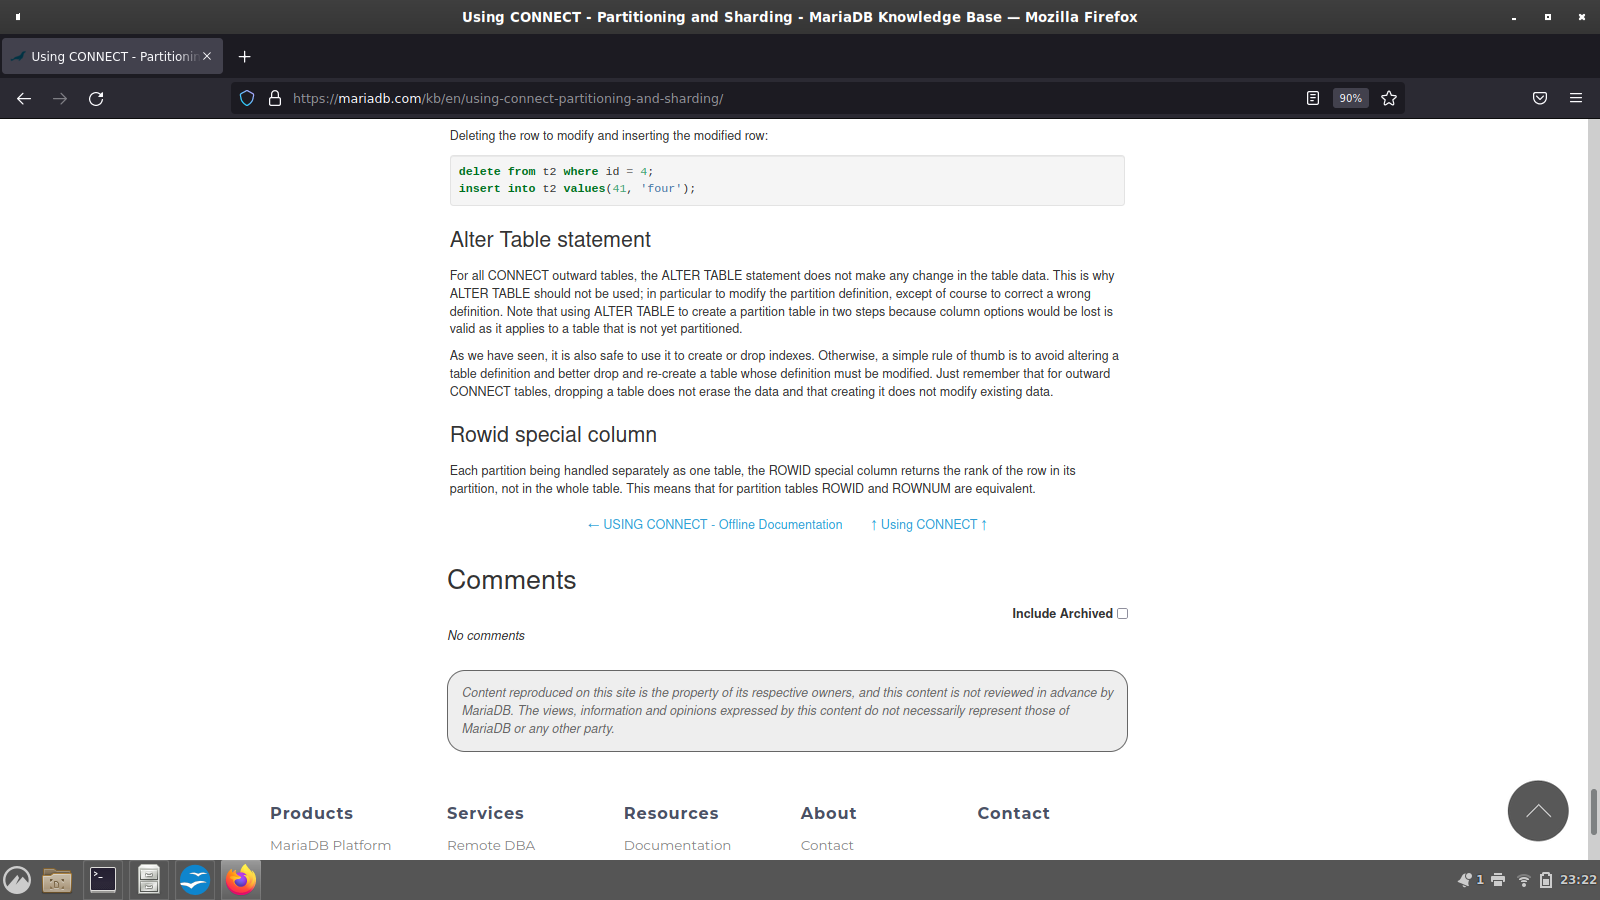 Using CONNECT - Partitioning and Sharding - MariaDB Knowledge Base — Mozilla Firefox
Using CONNECT - Partitionin
https://mariadb.com/kb/en/using-connect-partitioning-and-sharding/
90%
Deleting the row to modify and inserting the modified row:
delete from t2 where id = 4;
insert into t2 values(41, 'four');
Alter Table statement
For all CONNECT outward tables, the ALTER TABLE statement does not make any change in the table data. This is why
ALTER TABLE should not be used; in particular to modify the partition definition, except of course to correct a wrong
definition. Note that using ALTER TABLE to create a partition table in two steps because column options would be lost is
valid as it applies to a table that is not yet partitioned.
As we have seen, it is also safe to use it to create or drop indexes. Otherwise, a simple rule of thumb is to avoid altering a
table definition and better drop and re-create a table whose definition must be modified. Just remember that for outward
CONNECT tables, dropping a table does not erase the data and that creating it does not modify existing data.
Rowid special column
Each partition being handled separately as one table, the ROWID special column returns the rank of the row in its
partition, not in the whole table. This means that for partition tables ROWID and ROWNUM are equivalent.
← USING CONNECT - Offline Documentation ↑ Using CONNECT ↑
Comments
Include Archived
No comments
Content reproduced on this site is the property of its respective owners, and this content is not reviewed in advance by
MariaDB. The views, information and opinions expressed by this content do not necessarily represent those of
MariaDB or any other party.
Products Services Resources About Contact
MariaDB Platform Remote DBA Documentation Contact
1 23:22